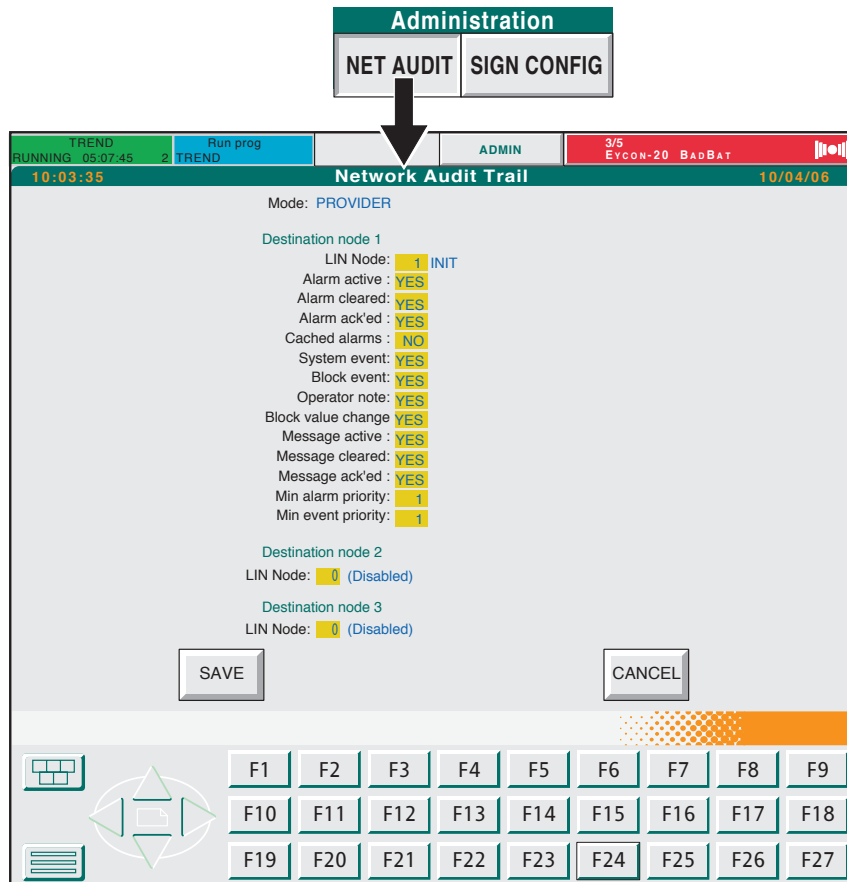 Administration
NET AUDIT SIGN CONFIG
TREND Run prog ADMIN 3/5
RUNNING 05:07:45 2 TREND EYCON-20 BADBAT
10:03:35 Network Audit Trail 10/04/06
Mode: PROVIDER
Destination node 1
LIN Node: 1 INIT
Alarm active : YES
Alarm cleared: YES
Alarm ack'ed : YES
Cached alarms : NO
System event: YES
Block event: YES
Operator note: YES
Block value change YES
Message active : YES
Message cleared: YES
Message ack'ed : YES
Min alarm priority: 1
Min event priority: 1
Destination node 2
LIN Node: 0 (Disabled)
Destination node 3
LIN Node: 0 (Disabled)
SAVE CANCEL
F1 F2 F3 F4 F5 F6 F7 F8 F9
F10 F11 F12 F13 F14 F15 F16 F17 F18
F19 F20 F21 F22 F23 F24 F25 F26 F27